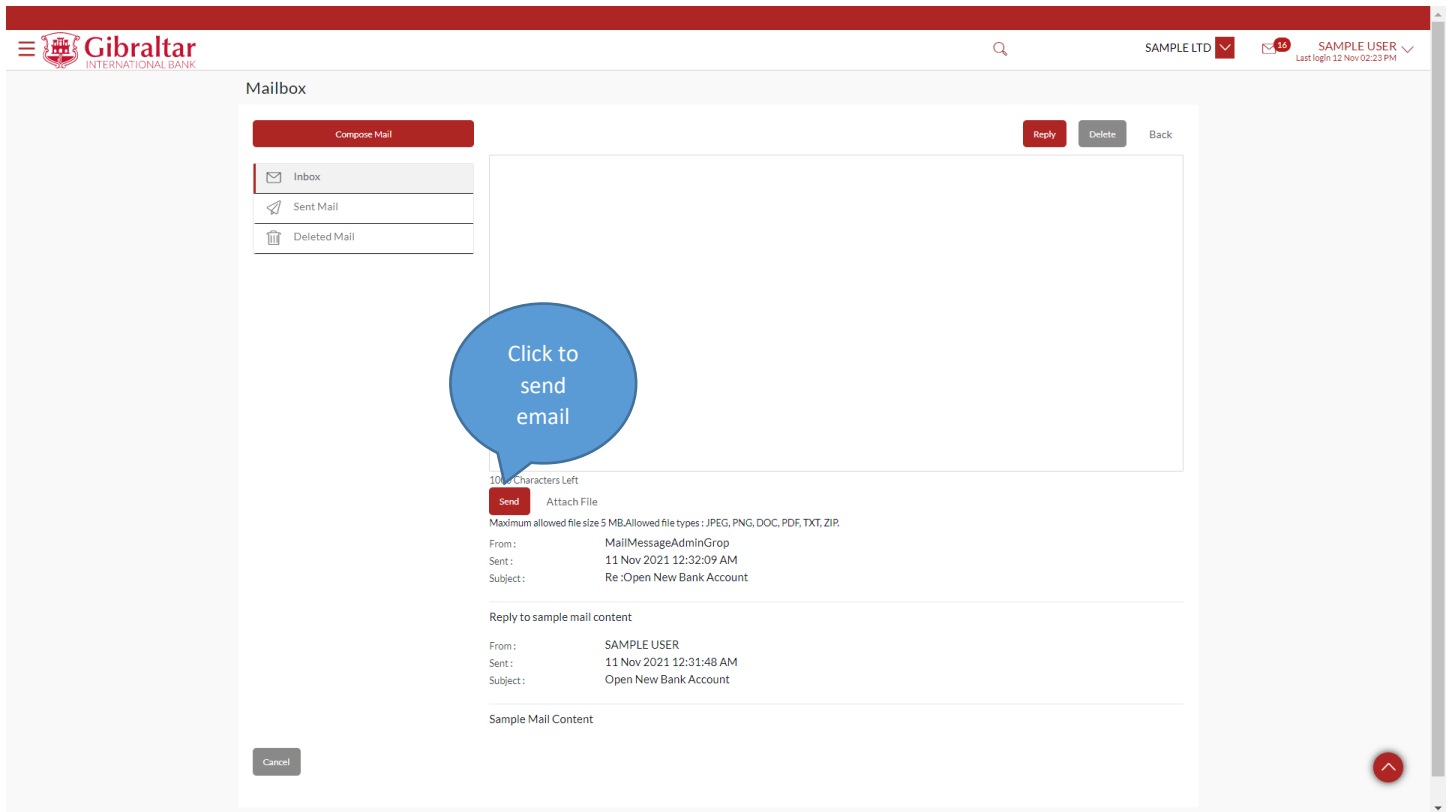 Gibraltar
INTERNATIONAL BANK
SAMPLE LTD
16
SAMPLE USER
Last login 12 Nov 02:23 PM
Mailbox
Compose Mail
Reply
Delete
Back
Inbox
Sent Mail
Deleted Mail
Click to
send
email
Characters Left
Send
Attach File
Maximum allowed file size 5 MB.Allowed file types : JPEG, PNG, DOC, PDF, TXT, ZIP.
From : MailMessageAdminGrop
Sent : 11 Nov 2021 12:32:09 AM
Subject : Re :Open New Bank Account
Reply to sample mail content
From : SAMPLE USER
Sent : 11 Nov 2021 12:31:48 AM
Subject : Open New Bank Account
Sample Mail Content
Cancel